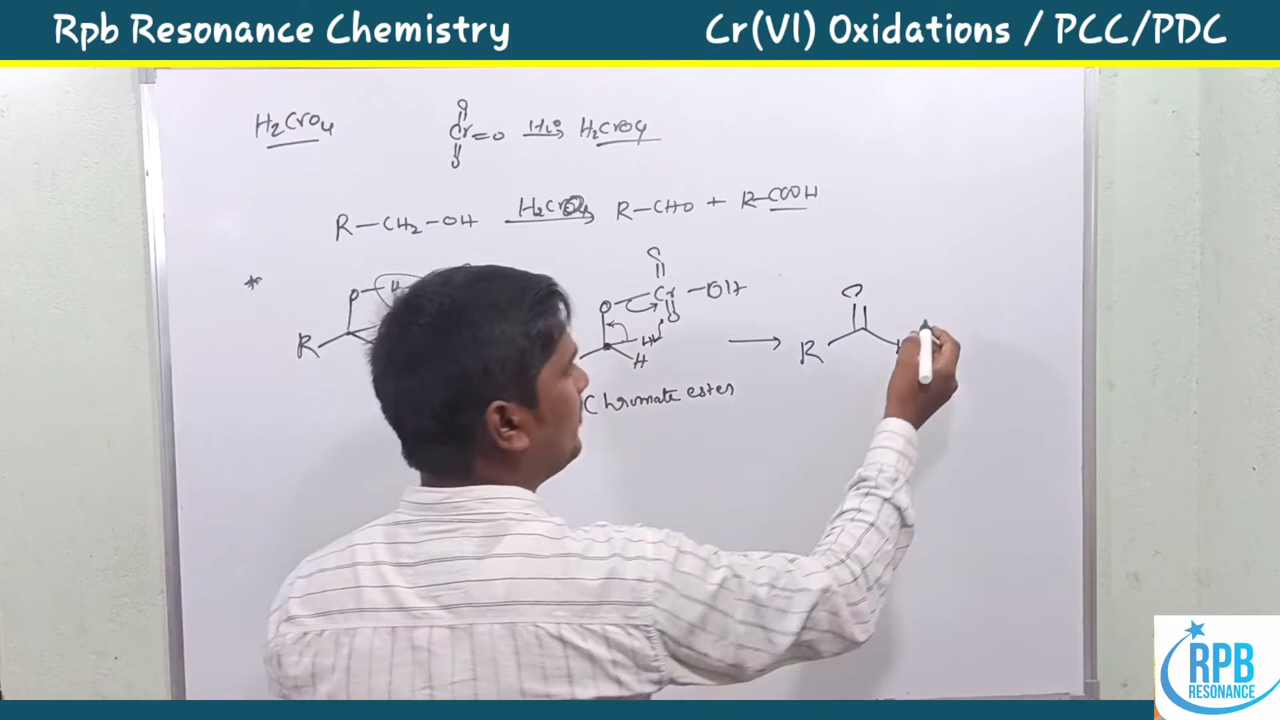 Rpb Resonance Chemistry
Cr(VI) Oxidations / PCC/PDC
H₂CrO₄
O
Cr=O H₂O H₂CrO₄
O
R—CH₂—OH H₂CrO₄ R—CHO + R—COOH
*
O—H
R
O
O—Cr—OH
O
H
H
Chromate ester
O
R
RPB
RESONANCE